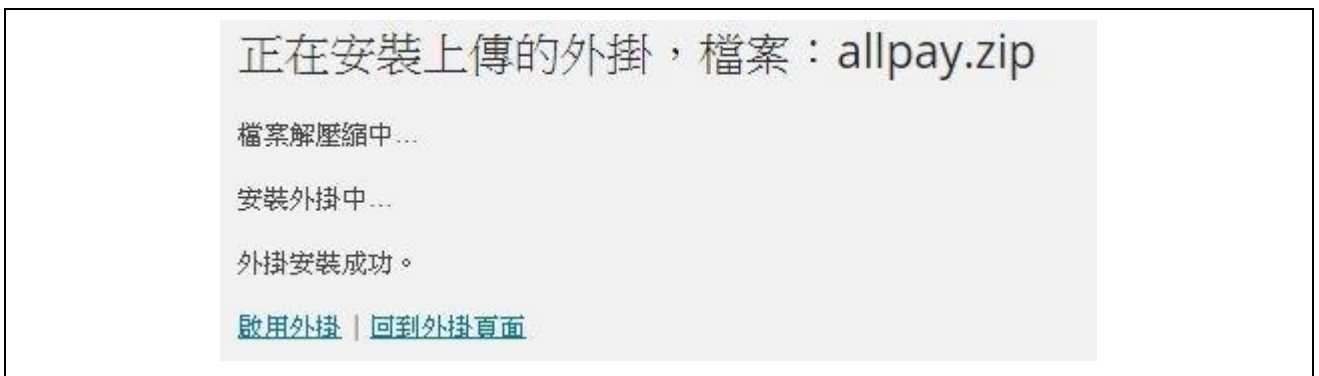 正在安裝上傳的外掛，檔案：allpay.zip
檔案解壓縮中…
安裝外掛中…
外掛安裝成功。
啟用外掛 | 回到外掛頁面